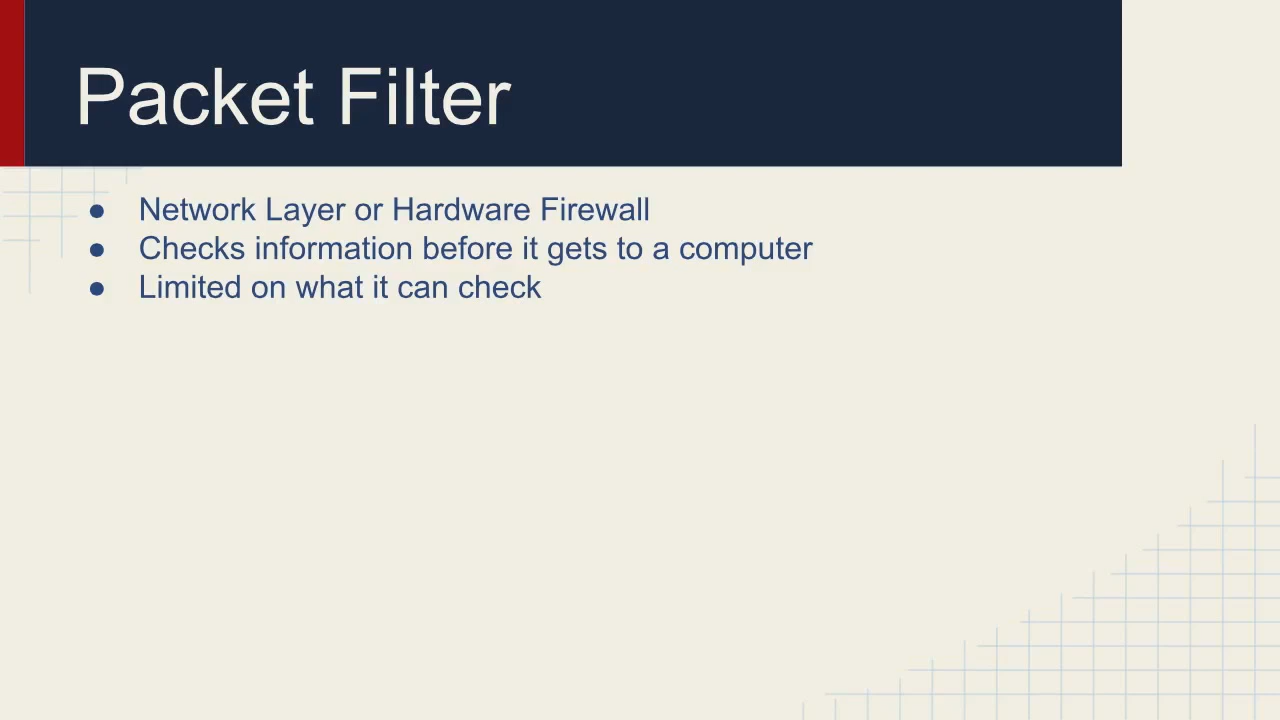 Packet Filter
● Network Layer or Hardware Firewall
● Checks information before it gets to a computer
● Limited on what it can check